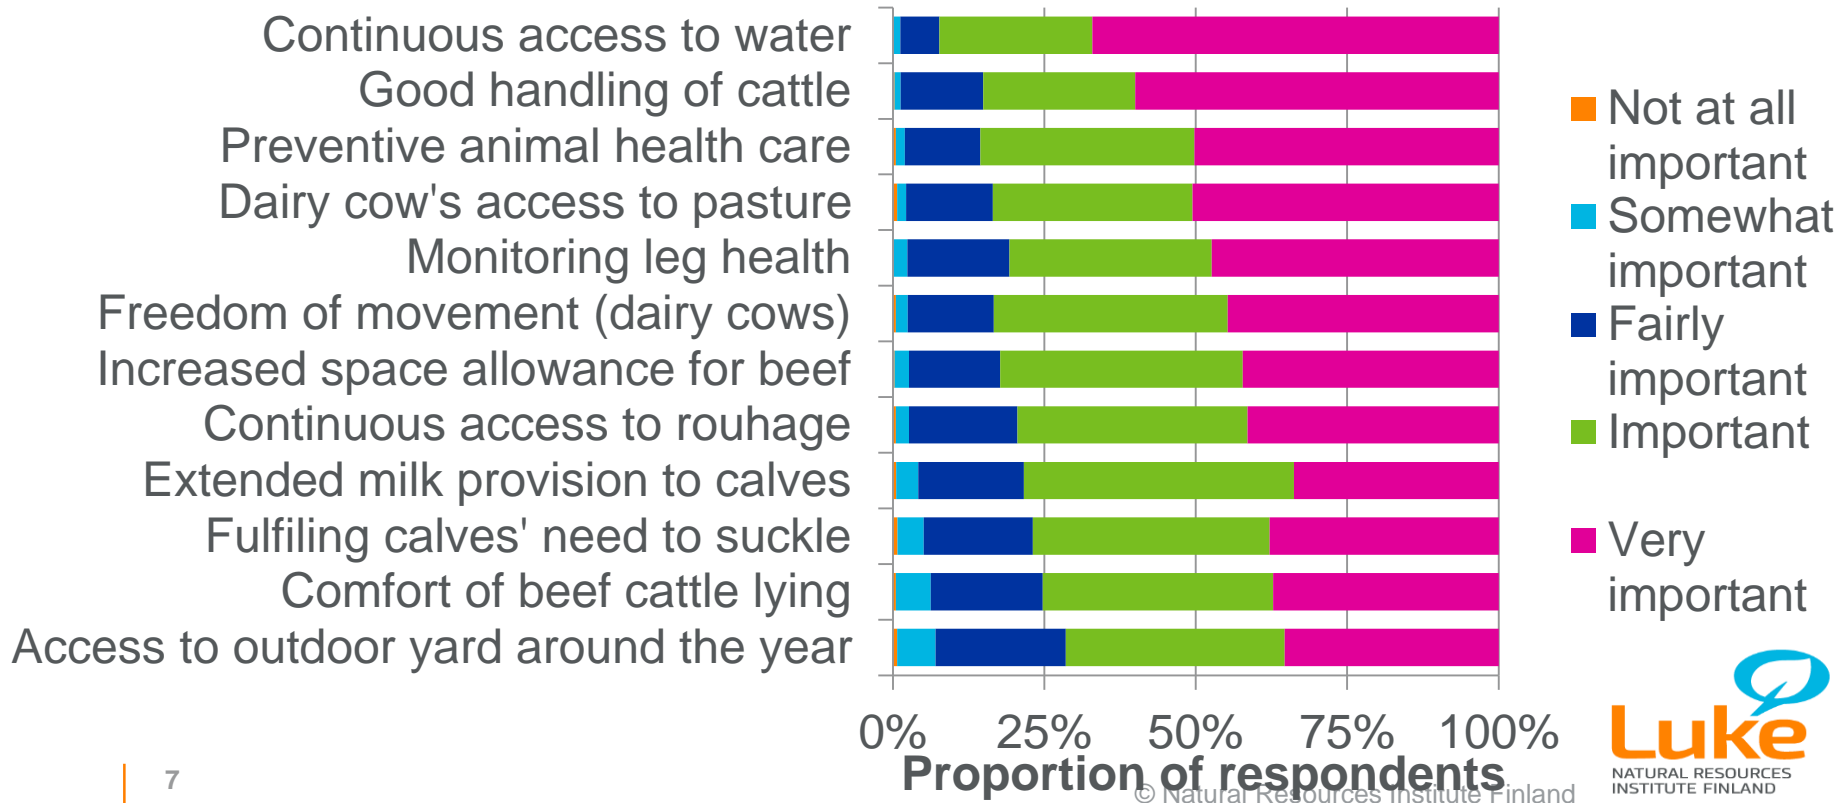 Continuous access to water
Good handling of cattle
Preventive animal health care
Dairy cow's access to pasture
Monitoring leg health
Freedom of movement (dairy cows)
Increased space allowance for beef
Continuous access to rouhage
Extended milk provision to calves
Fulfiling calves' need to suckle
Comfort of beef cattle lying
Access to outdoor yard around the year
0% 25% 50% 75% 100%
Proportion of respondents
Not at all
important
Somewhat
important
Fairly
important
Important
Very
important
7
© Natural Resources Institute Finland
Luke
NATURAL RESOURCES
INSTITUTE FINLAND